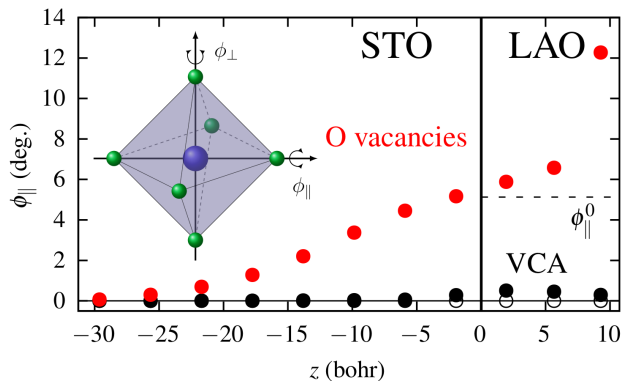 14
12
10
8
6
4
2
0
ϕ∥ (deg.)
STO
LAO
ϕ⊥
O vacancies
ϕ∥
ϕ∥⁰
VCA
−30 −25 −20 −15 −10 −5 0 5 10
z (bohr)